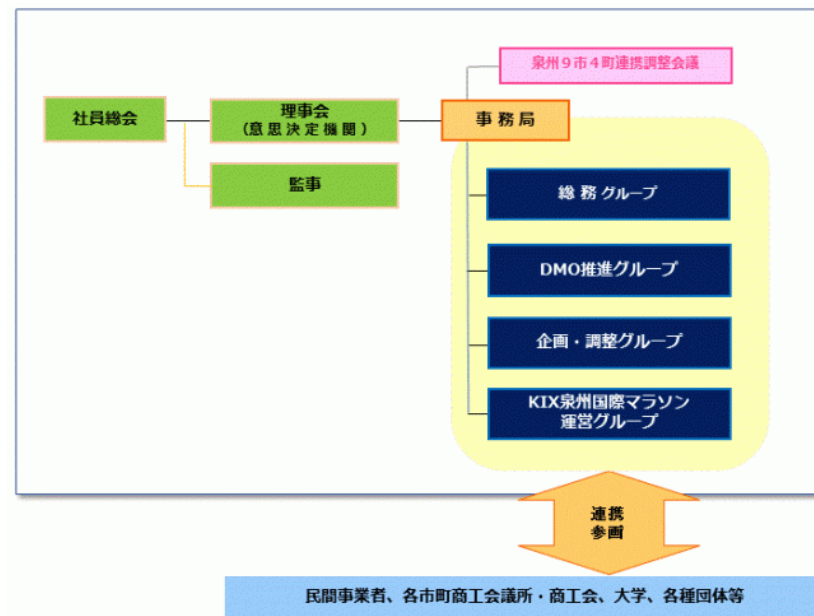 泉州9市4町連携調整会議
社員総会
理事会
(意思決定機関)
事務局
監事
総務グループ
DMO推進グループ
企画・調整グループ
KIX泉州国際マラソン
運営グループ
連携
参画
民間事業者、各市町商工会議所・商工会、大学、各種団体等